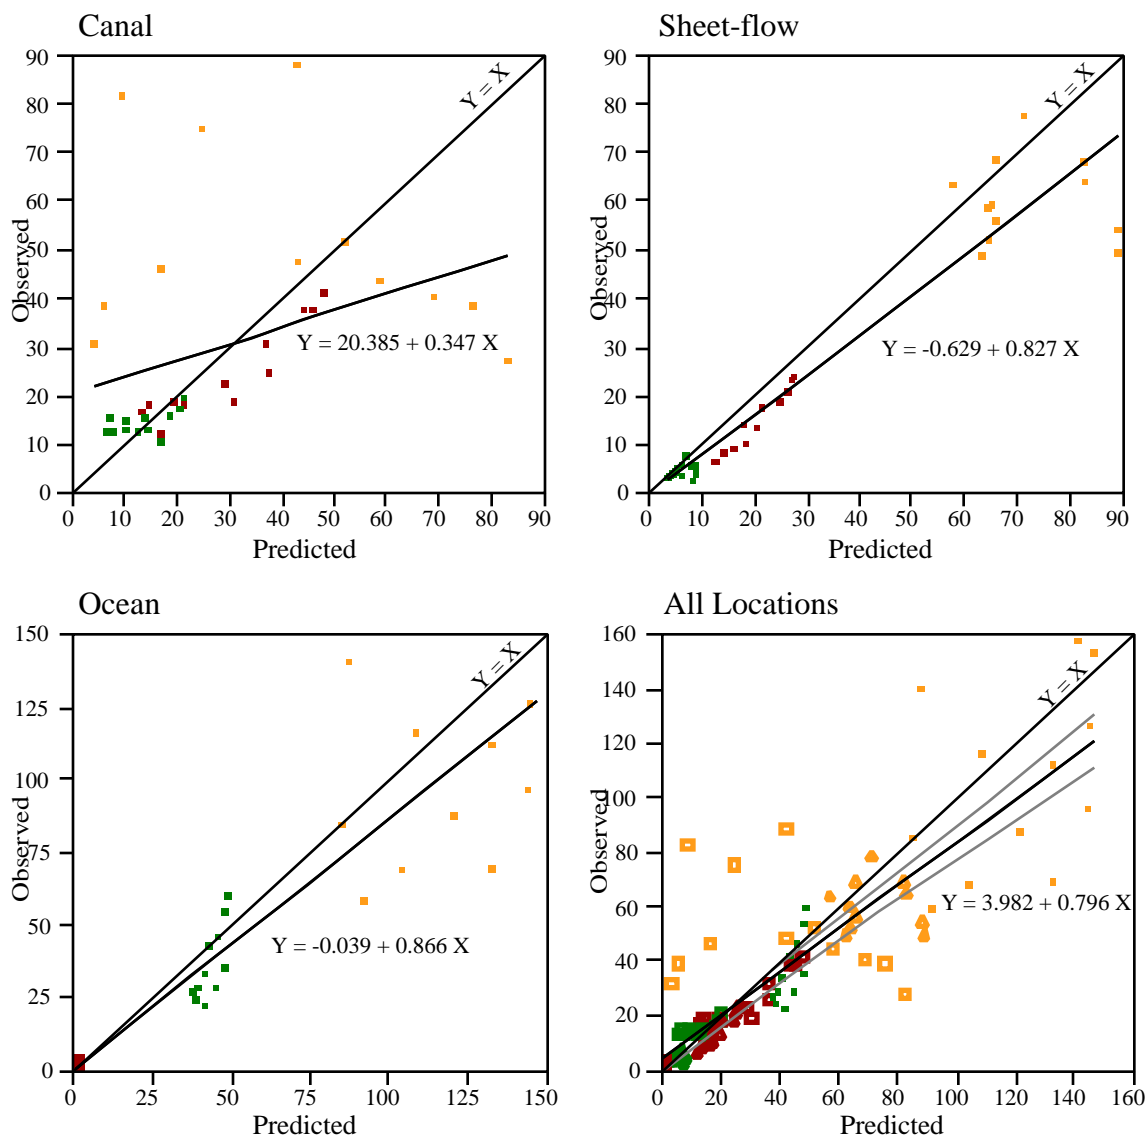 Canal
90
80
70
60
50
40
30
20
10
0
Observed
Y = X
Y = 20.385 + 0.347 X
0 10 20 30 40 50 60 70 80 90
Predicted
Sheet-flow
90
80
70
60
50
40
30
20
10
0
Observed
Y = X
Y = -0.629 + 0.827 X
0 10 20 30 40 50 60 70 80 90
Predicted
Ocean
150
125
100
75
50
25
0
Observed
Y = X
Y = -0.039 + 0.866 X
0 25 50 75 100 125 150
Predicted
All Locations
160
140
120
100
80
60
40
20
0
Observed
Y = X
Y = 3.982 + 0.796 X
0 20 40 60 80 100 120 140 160
Predicted